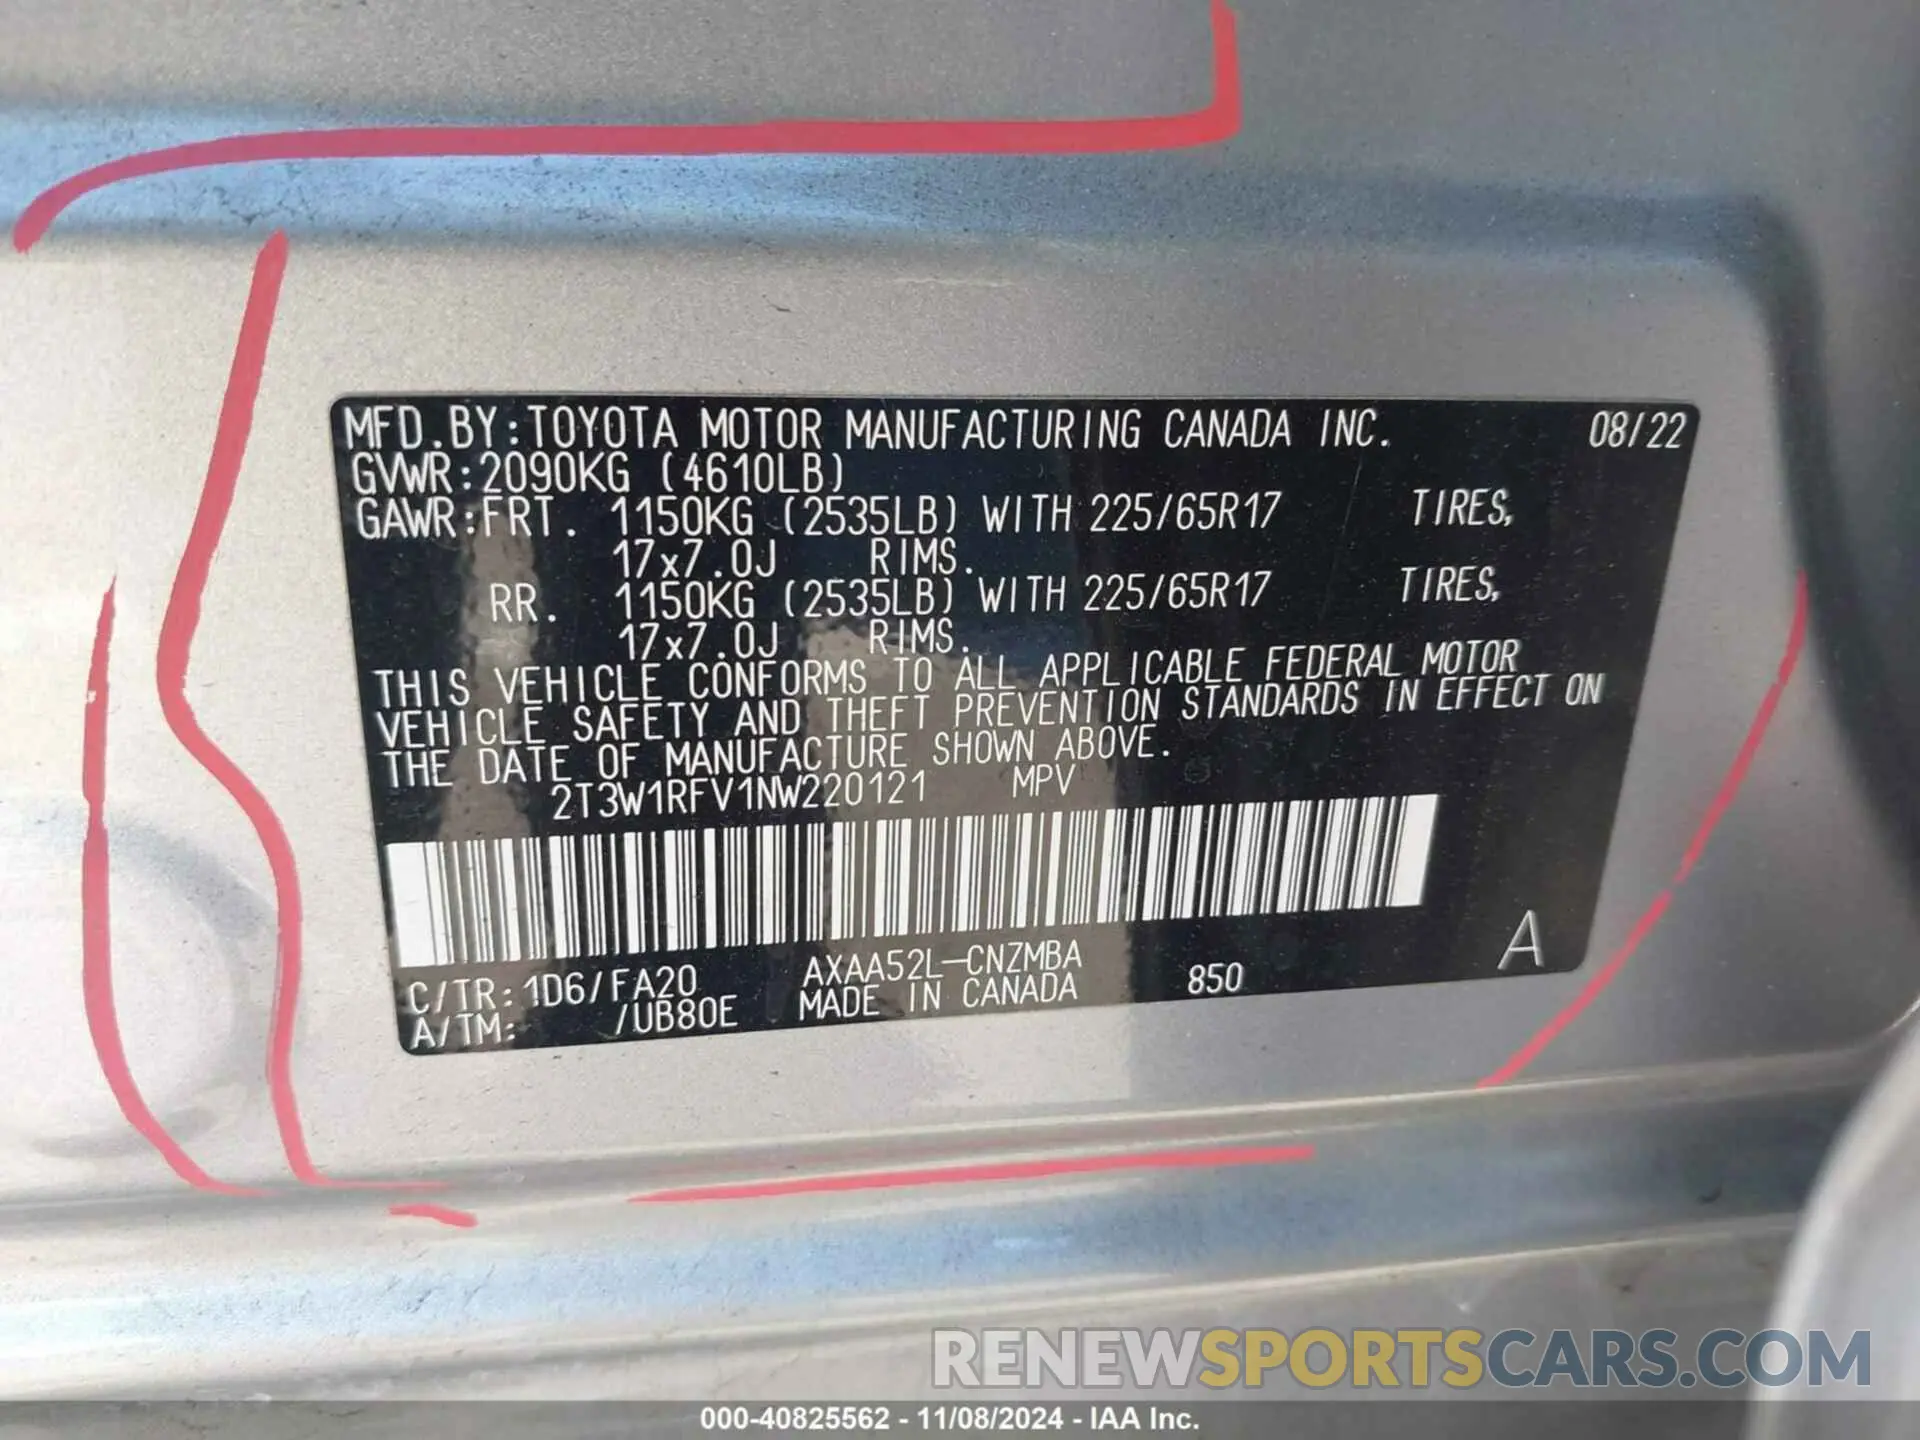 MFD.BY:TOYOTA MOTOR MANUFACTURING CANADA INC. 08/22
GVWR:2090KG (4610LB)
GAWR:FRT. 1150KG (2535LB) WITH 225/65R17 TIRES,
17x7.0J RIMS.
RR. 1150KG (2535LB) WITH 225/65R17 TIRES,
17x7.0J RIMS.
THIS VEHICLE CONFORMS TO ALL APPLICABLE FEDERAL MOTOR
VEHICLE SAFETY AND THEFT PREVENTION STANDARDS IN EFFECT ON
THE DATE OF MANUFACTURE SHOWN ABOVE.
2T3W1RFV1NW220121 MPV
C/TR:1D6/FA20 AXAA52L-CNZMBA 850 A
A/TM: /UB80E MADE IN CANADA
RENEWSPORTSCARS.COM
000-40825562 - 11/08/2024 - IAA Inc.